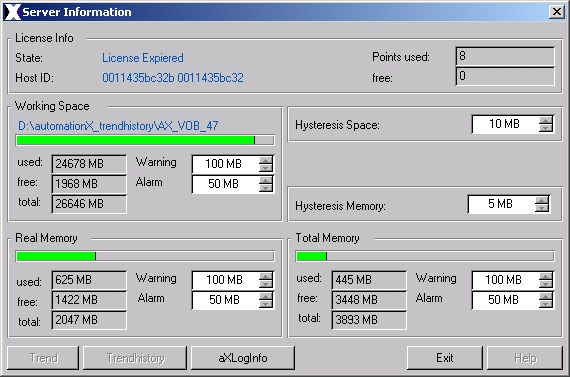 Server Information
License Info
State: License Expiered Points used: 8
Host ID: 0011435bc32b 0011435bc32 free: 0
Working Space
D:\automationX_trendhistory\AX_VOB_47
used: 24678 MB Warning 100 MB
free: 1968 MB Alarm 50 MB
total: 26646 MB
Hysteresis Space: 10 MB
Hysteresis Memory: 5 MB
Real Memory
used: 625 MB Warning 100 MB
free: 1422 MB Alarm 50 MB
total: 2047 MB
Total Memory
used: 445 MB Warning 100 MB
free: 3448 MB Alarm 50 MB
total: 3893 MB
Trend Trendhistory aXLogInfo Exit Help